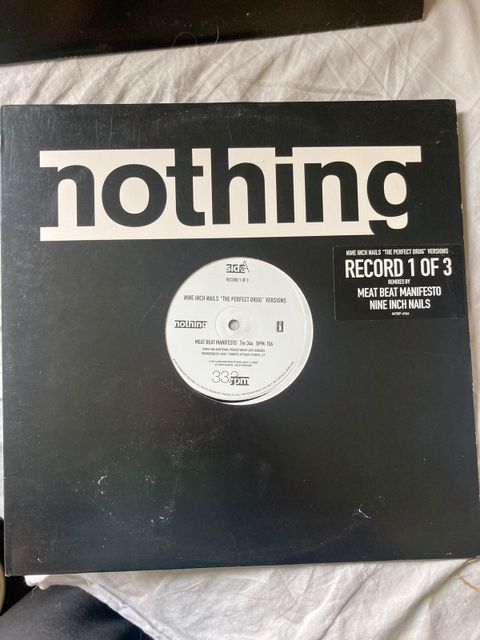 nothing
NINE INCH NAILS "THE PERFECT DRUG" VERSIONS
RECORD 1 OF 3
REMIXES BY
MEAT BEAT MANIFESTO
NINE INCH NAILS
side A
RECORD 1 OF 3
NINE INCH NAILS "THE PERFECT DRUG" VERSIONS
nothing
MEAT BEAT MANIFESTO 7m 34s BPM: 156
33⅓ rpm